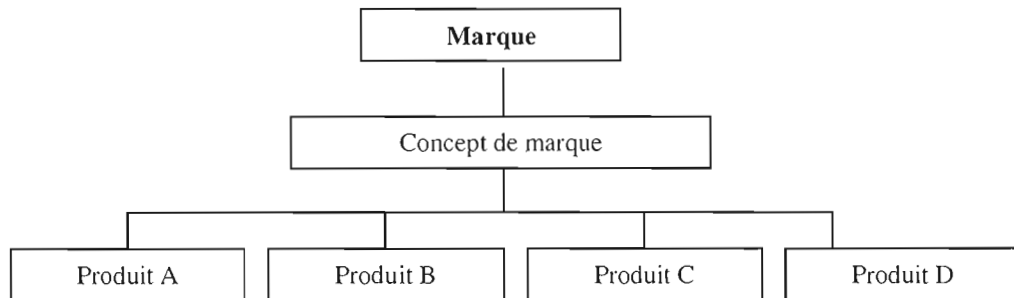 Marque
Concept de marque
Produit A
Produit B
Produit C
Produit D